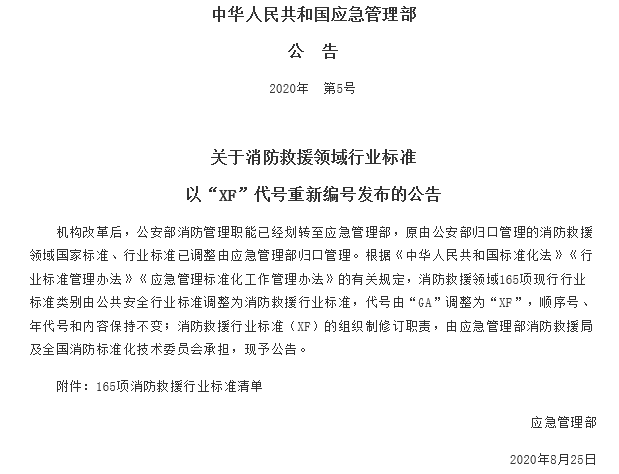 中华人民共和国应急管理部
公 告
2020年 第5号
关于消防救援领域行业标准
以“XF”代号重新编号发布的公告
机构改革后，公安部消防管理职能已经划转至应急管理部，原由公安部归口管理的消防救援
领域国家标准、行业标准已调整由应急管理部归口管理。根据《中华人民共和国标准化法》《行
业标准管理办法》《应急管理标准化工作管理办法》的有关规定，消防救援领域165项现行行业
标准类别由公共安全行业标准调整为消防救援行业标准，代号由“GA”调整为“XF”，顺序号、
年代号和内容保持不变；消防救援行业标准（XF）的组织制修订职责，由应急管理部消防救援局
及全国消防标准化技术委员会承担，现予公告。
附件：165项消防救援行业标准清单
应急管理部
2020年8月25日